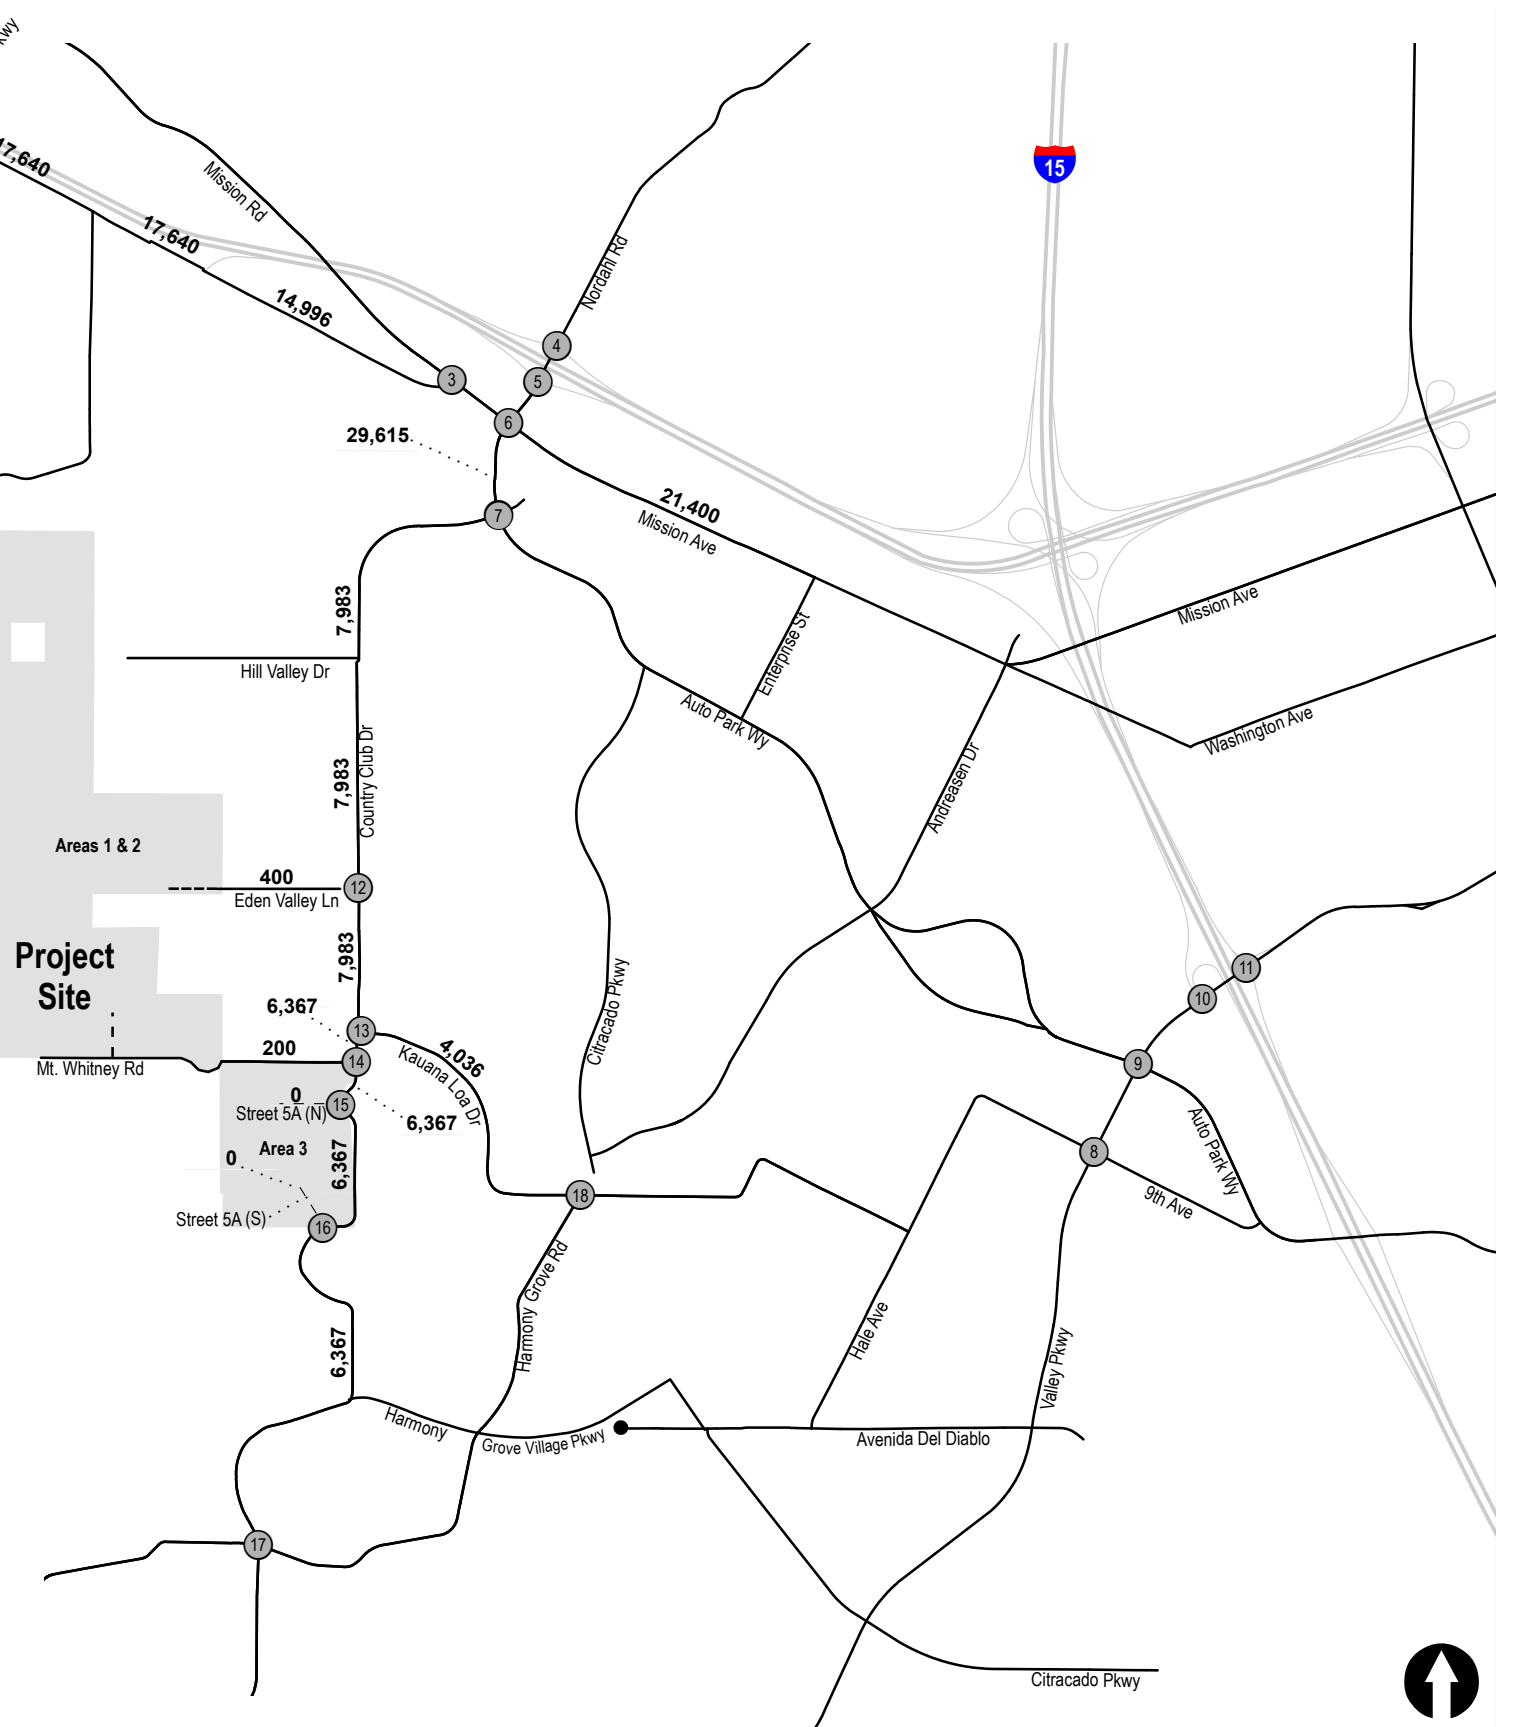 kwy
15
17,640
Mission Rd
17,640
Nordahl Rd
14,996
4
3
5
6
29,615
21,400
7
Mission Ave
7,983
Mission Ave
Enterprise St
Hill Valley Dr
Auto Park Wy
Washington Ave
7,983
Country Club Dr
Andreasen Dr
Areas 1 & 2
400
12
Eden Valley Ln
7,983
Project
Site
11
10
Citracado Pkwy
6,367
13
4,036
200
14
Kauana Loa Dr
9
Mt. Whitney Rd
0
15
Street 5A (N)
6,367
Auto Park Wy
Area 3
0
6,367
8
18
9th Ave
Street 5A (S)
16
Harmony Grove Rd
Hale Ave
6,367
Valley Pkwy
Harmony
Grove Village Pkwy
Avenida Del Diablo
17
Citracado Pkwy